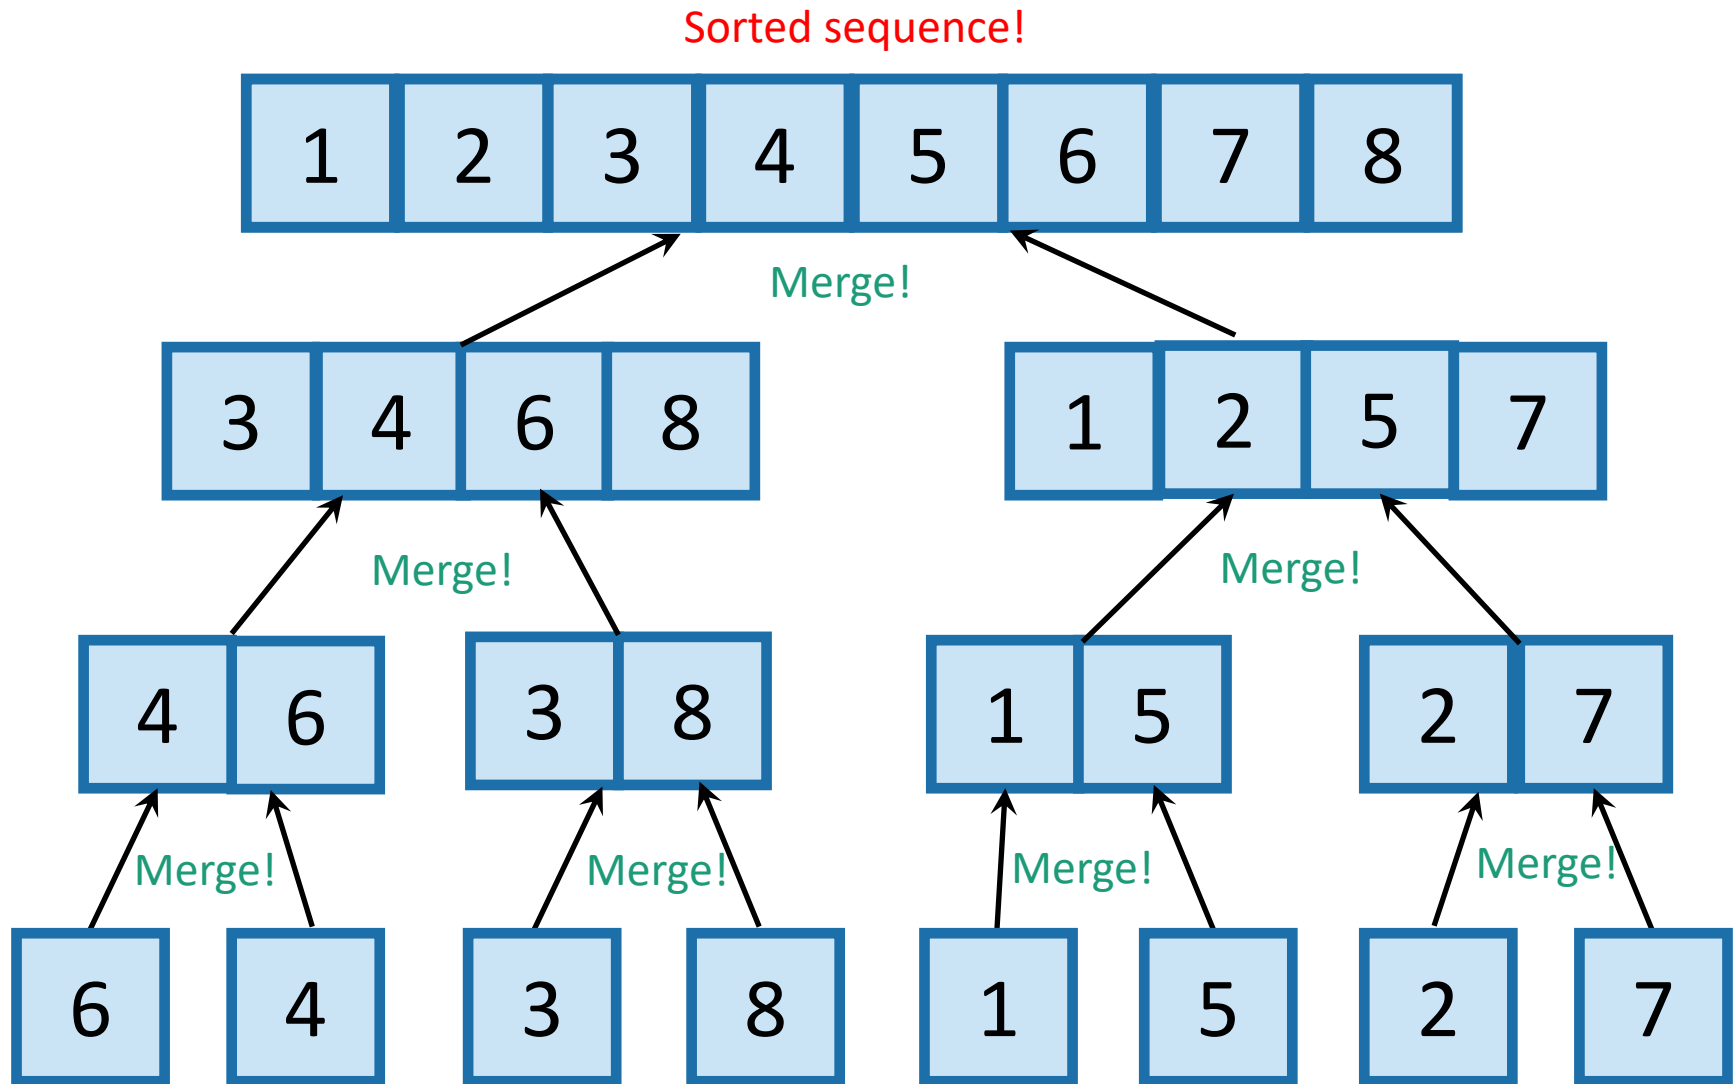 Sorted sequence!
1 2 3 4 5 6 7 8
Merge!
3 4 6 8 1 2 5 7
Merge! Merge!
4 6 3 8 1 5 2 7
Merge! Merge! Merge! Merge!
6 4 3 8 1 5 2 7